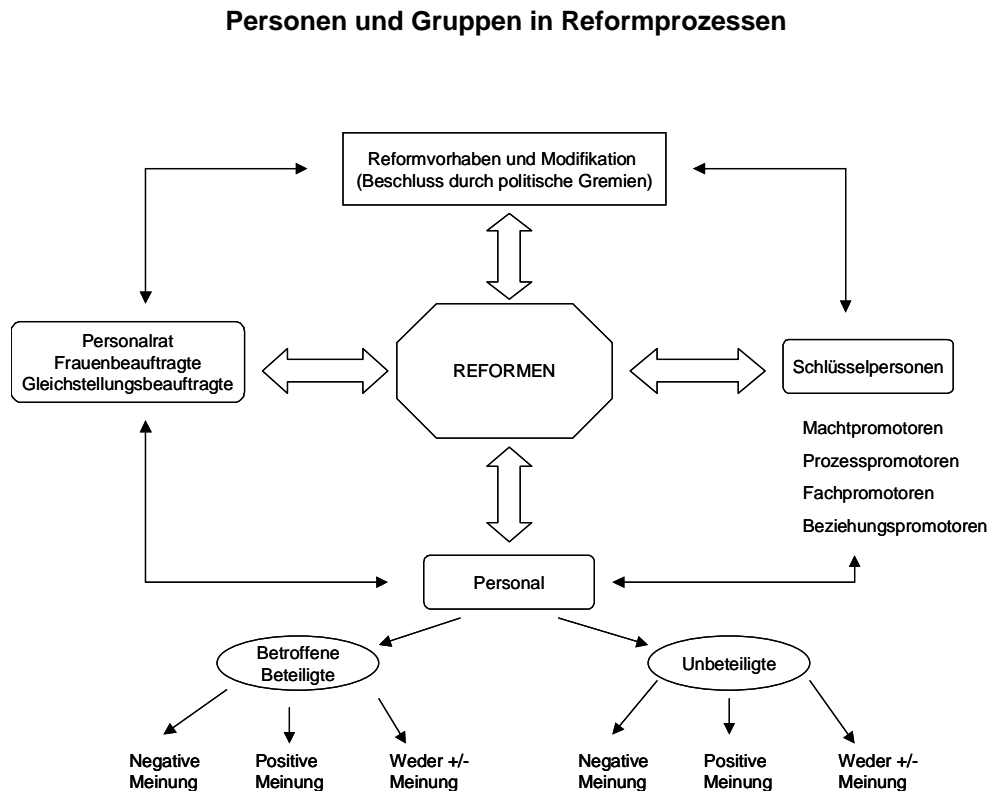 Personen und Gruppen in Reformprozessen
Reformvorhaben und Modifikation
(Beschluss durch politische Gremien)
Personalrat
Frauenbeauftragte
Gleichstellungsbeauftragte
REFORMEN
Schlüsselpersonen
Machtpromotoren
Prozesspromotoren
Fachpromotoren
Beziehungspromotoren
Personal
Betroffene
Beteiligte
Unbeteiligte
Negative
Meinung
Positive
Meinung
Weder +/-
Meinung
Negative
Meinung
Positive
Meinung
Weder +/-
Meinung